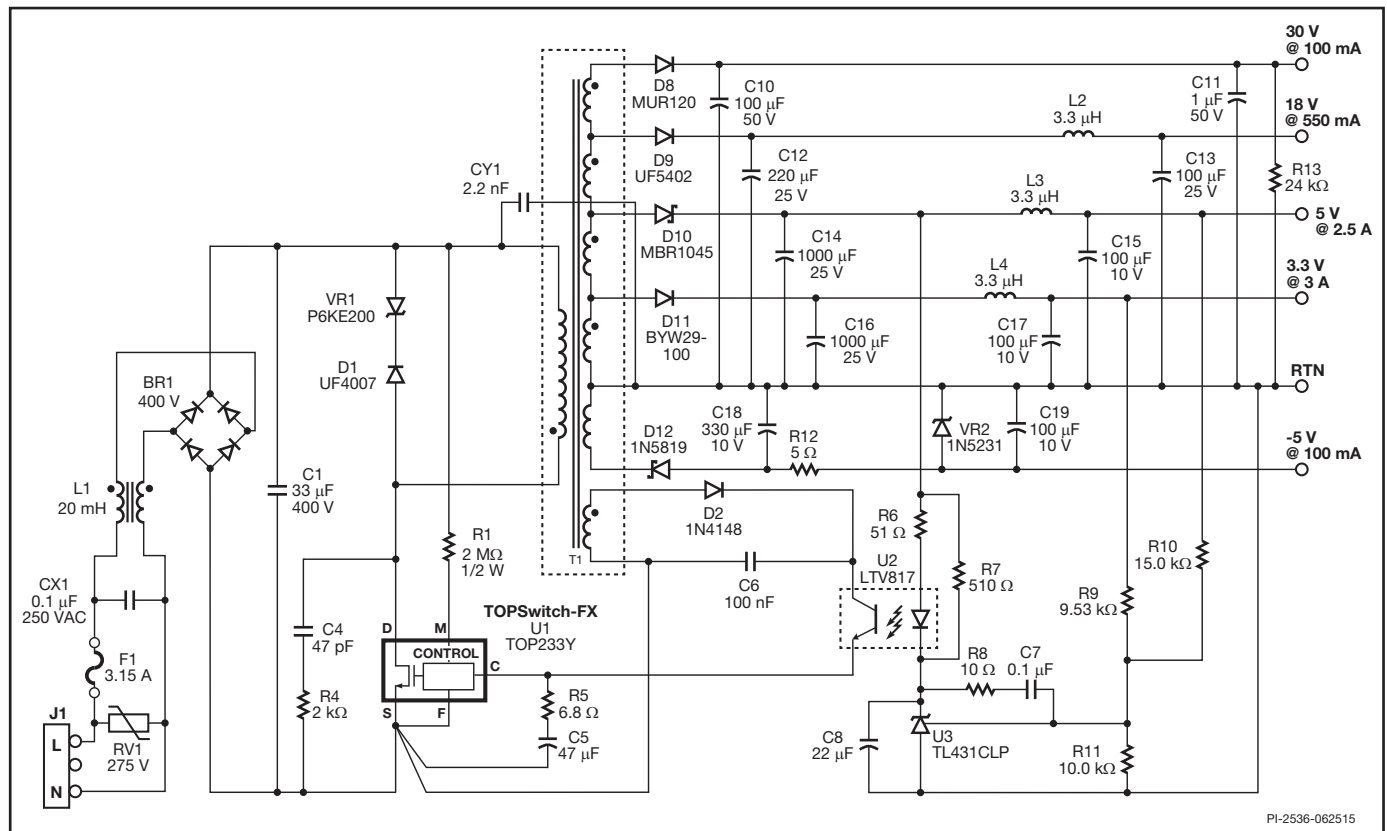 30 V
@ 100 mA
D8
MUR120
C10
100 µF
50 V
C11
1 µF
50 V
L2
3.3 µH
18 V
@ 550 mA
D9
UF5402
C12
220 µF
25 V
C13
100 µF
25 V
R13
24 kΩ
CY1
2.2 nF
L3
3.3 µH
5 V
@ 2.5 A
D10
MBR1045
C14
1000 µF
25 V
C15
100 µF
10 V
L4
3.3 µH
3.3 V
@ 3 A
VR1
P6KE200
D11
BYW29-
100
C16
1000 µF
25 V
C17
100 µF
10 V
D1
UF4007
BR1
400 V
RTN
C18
330 µF
10 V
D12
1N5819
R12
5 Ω
VR2
1N5231
C19
100 µF
10 V
-5 V
@ 100 mA
L1
20 mH
C1
33 µF
400 V
D2
1N4148
R1
2 MΩ
1/2 W
T1
R6
51 Ω
U2
LTV817
R7
510 Ω
R10
15.0 kΩ
R9
9.53 kΩ
CX1
0.1 µF
250 VAC
C6
100 nF
TOPSwitch-FX
U1
TOP233Y
D
M
CONTROL
C
S
F
C4
47 pF
R4
2 kΩ
F1
3.15 A
R5
6.8 Ω
C5
47 µF
R8
10 Ω
C7
0.1 µF
J1
L
N
RV1
275 V
C8
22 µF
U3
TL431CLP
R11
10.0 kΩ
PI-2536-062515